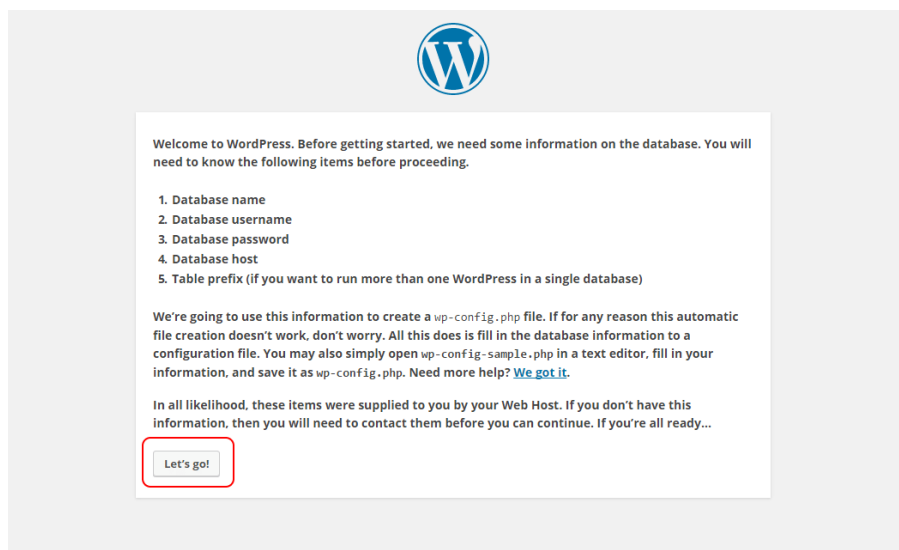 Welcome to WordPress. Before getting started, we need some information on the database. You will
need to know the following items before proceeding.
1. Database name
2. Database username
3. Database password
4. Database host
5. Table prefix (if you want to run more than one WordPress in a single database)
We’re going to use this information to create a wp-config.php file. If for any reason this automatic
file creation doesn’t work, don’t worry. All this does is fill in the database information to a
configuration file. You may also simply open wp-config-sample.php in a text editor, fill in your
information, and save it as wp-config.php. Need more help? We got it.
In all likelihood, these items were supplied to you by your Web Host. If you don’t have this
information, then you will need to contact them before you can continue. If you’re all ready…
Let’s go!